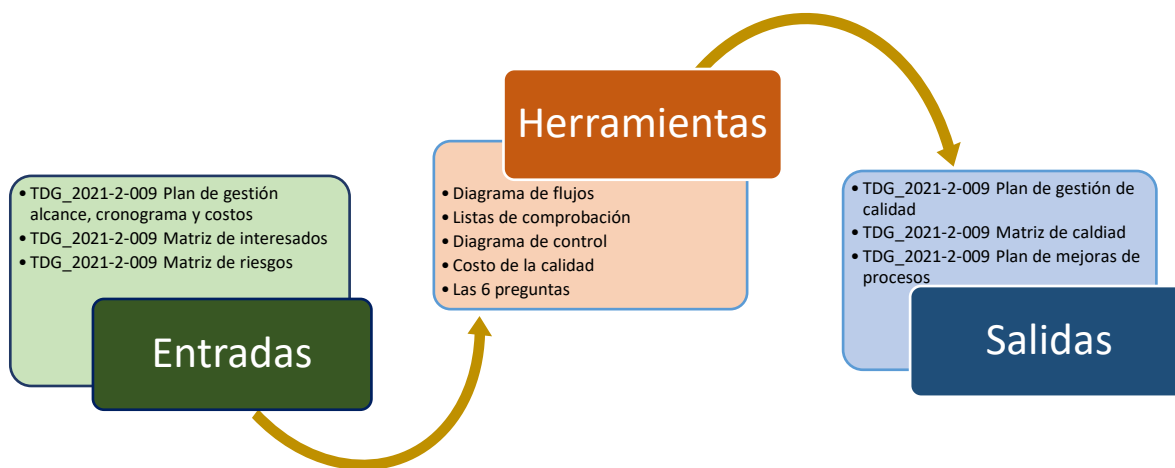 • TDG_2021-2-009 Plan de gestión
alcance, cronograma y costos
• TDG_2021-2-009 Matriz de interesados
• TDG_2021-2-009 Matriz de riesgos
Entradas
Herramientas
• Diagrama de flujos
• Listas de comprobación
• Diagrama de control
• Costo de la calidad
• Las 6 preguntas
• TDG_2021-2-009 Plan de gestión de
calidad
• TDG_2021-2-009 Matriz de caldiad
• TDG_2021-2-009 Plan de mejoras de
procesos
Salidas